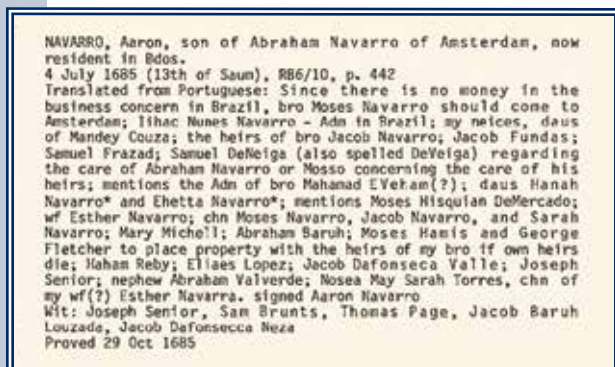 NAVARRO, Aaron, son of Abraham Navarro of Amsterdam, now
resident in Bdos.
4 July 1685 (13th of Saum), RB6/10, p. 442
Translated from Portuguese: Since there is no money in the
business concern in Brazil, bro Moses Navarro should come to
Amsterdam; Iihac Nunes Navarro - Adm in Brazil; my neices, daus
of Mandey Couza; the heirs of bro Jacob Navarro; Jacob Fundas;
Samuel Frazad; Samuel DeNeiga (also spelled DeVeiga) regarding
the care of Abraham Navarro or Mosso concerning the care of his
heirs; mentions the Adm of bro Mahamad EVeham(?); daus Hanah
Navarro* and Ehetta Navarro*; mentions Moses Hisquian DeMercado;
wf Esther Navarro; chn Moses Navarro, Jacob Navarro, and Sarah
Navarro; Mary Michell; Abraham Baruh; Moses Hamis and George
Fletcher to place property with the heirs of my bro if own heirs
die; Haham Reby; Eliaes Lopez; Jacob Dafonseca Valle; Joseph
Senior; nephew Abraham Valverde; Nosea May Sarah Torres, chn of
my wf(?) Esther Navarra. signed Aaron Navarro
Wit: Joseph Senior, Sam Brunts, Thomas Page, Jacob Baruh
Louzada, Jacob Dafonsecca Neza
Proved 29 Oct 1685